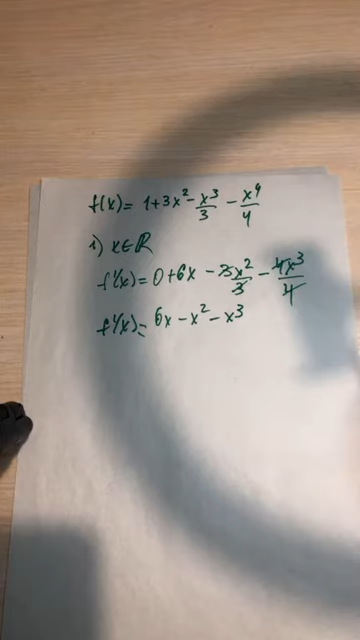 f(x) = 1+3x² - x³/3 - x⁴/4
1) x∈ℝ
f'(x) = 0+6x - 3x²/3 - 4x³/4
f'(x) = 6x - x² - x³